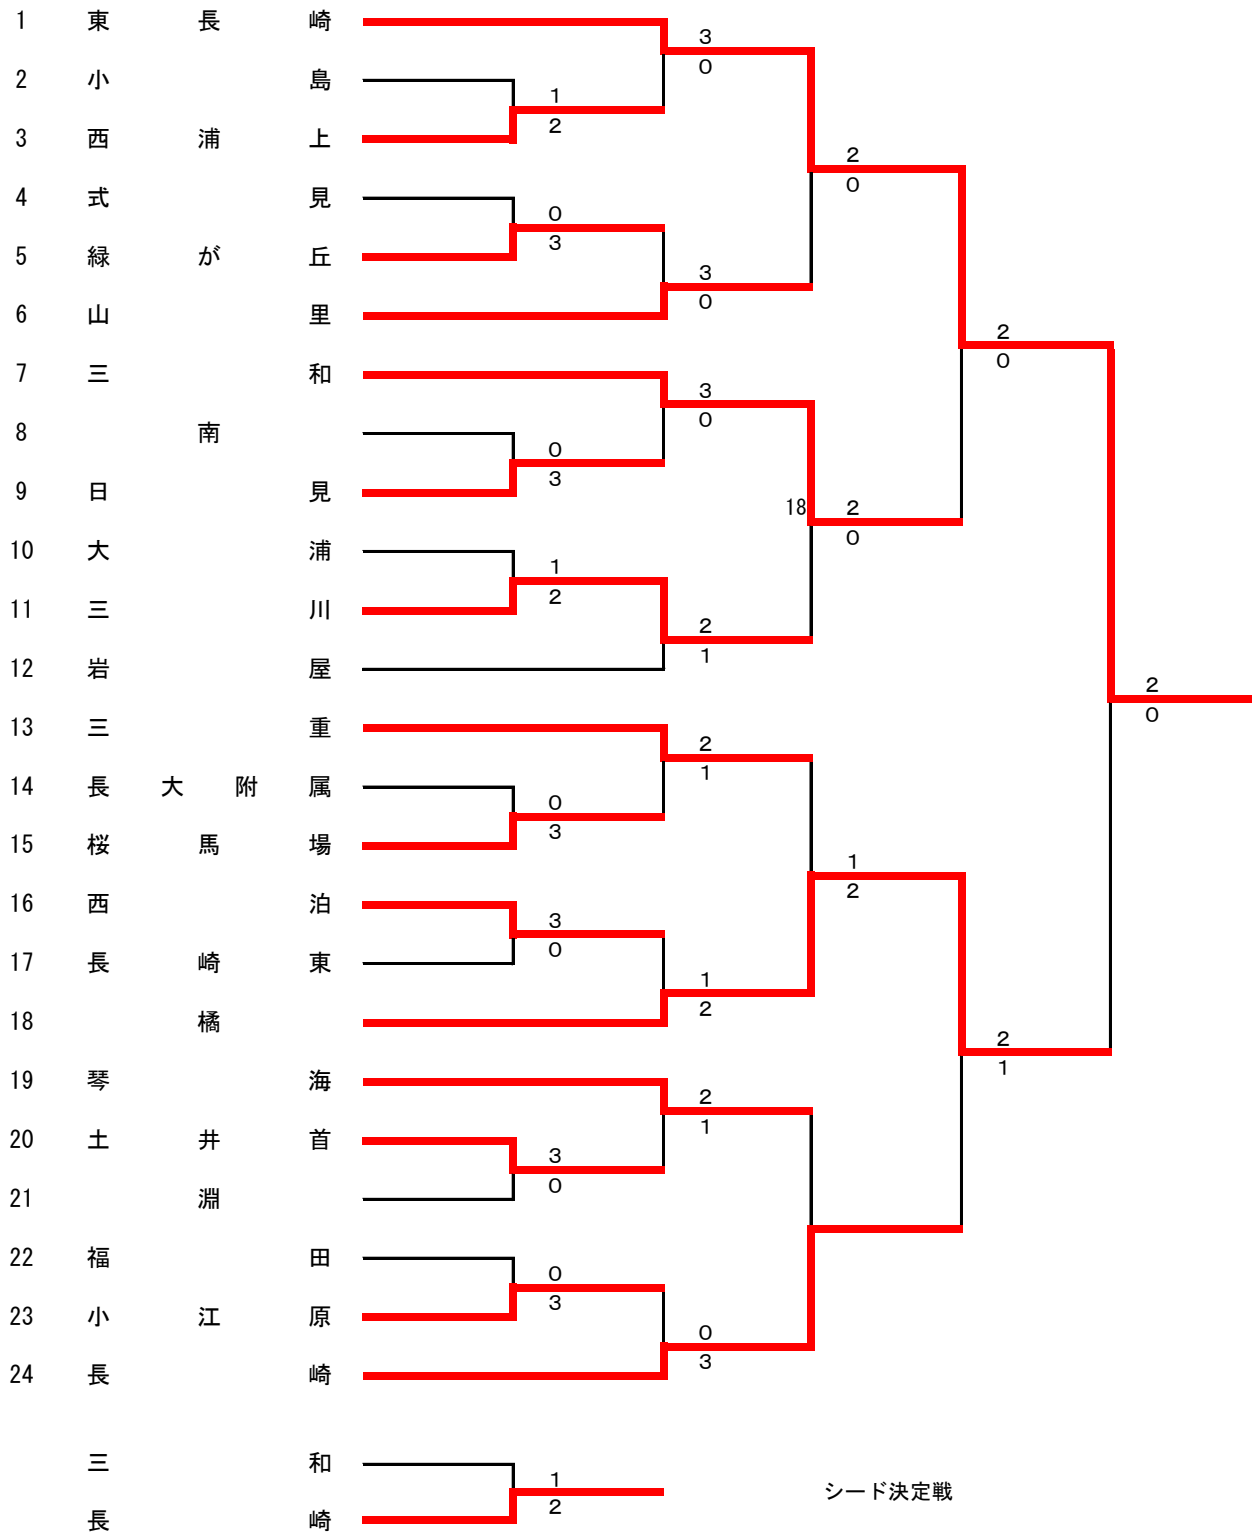 1 東長崎
3
0
2 小島
1
2
3 西浦上
2
0
4 式見
0
3
5 緑が丘
3
0
6 山里
2
0
7 三和
3
0
8 南
0
3
9 日見
18
2
0
10 大浦
1
2
11 三川
2
1
12 岩屋
2
0
13 三重
2
1
14 長大附属
0
3
15 桜馬場
1
2
16 西泊
3
0
17 長崎東
1
2
18 橘
2
1
19 琴海
2
1
20 土井首
3
0
21 淵
22 福田
0
3
23 小江原
0
3
24 長崎
三和
1
2
シード決定戦
長崎